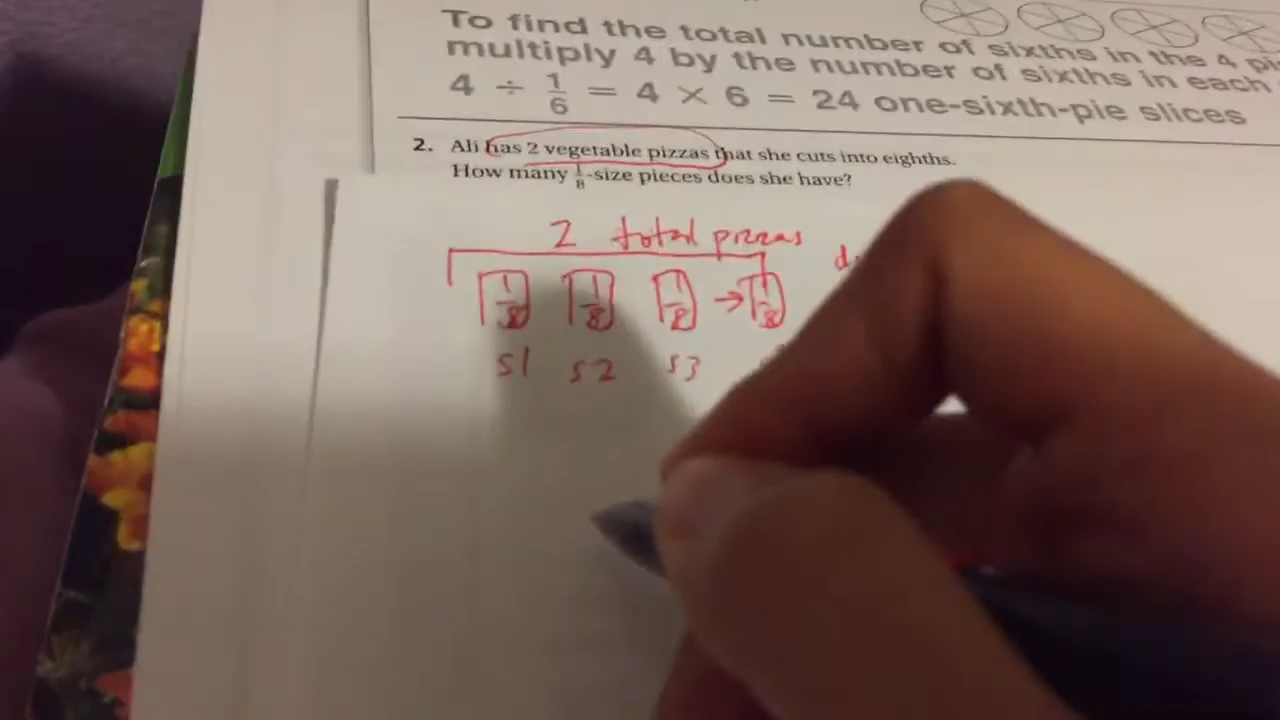 To find the total number of sixths in the 4
multiply 4 by the number of sixths in each
4 ÷ 1/6 = 4 × 6 = 24 one-sixth-pie slices
2. Ali has 2 vegetable pizzas that she cuts into eighths.
How many 1/8-size pieces does she have?
2 total pizzas
1/8 1/8 1/8 → 1/8
S1 S2 S3